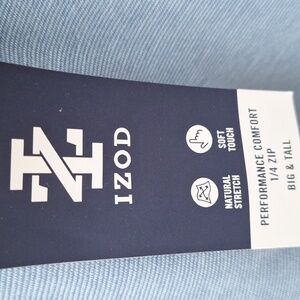 IZOD
SOFT
TOUCH
NATURAL
STRETCH
PERFORMANCE COMFORT
1/4 ZIP
BIG & TALL